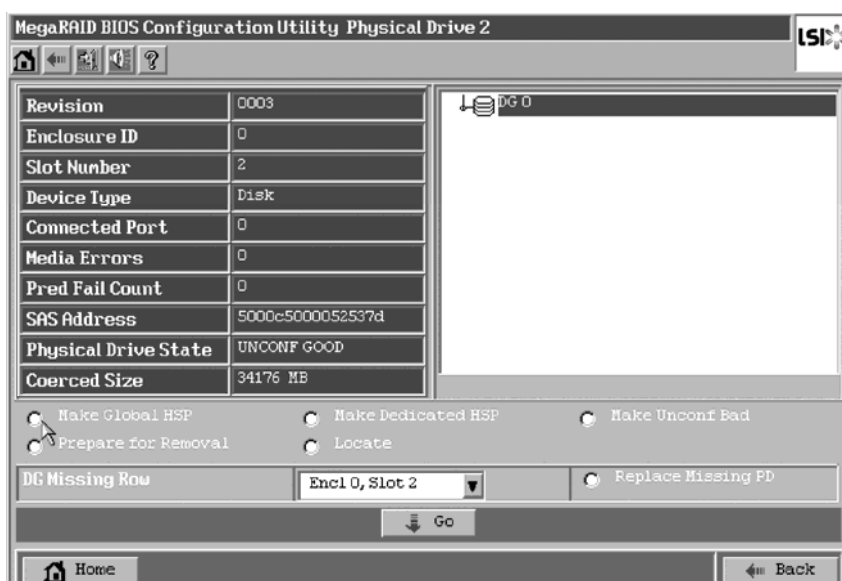 MegaRAID BIOS Configuration Utility Physical Drive 2
LSI
?
Revision 0003
DG 0
Enclosure ID 0
Slot Number 2
Device Type Disk
Connected Port 0
Media Errors 0
Pred Fail Count 0
SAS Address 5000c5000052537d
Physical Drive State UNCONF GOOD
Coerced Size 34176 MB
Make Global HSP Make Dedicated HSP Make Unconf Bad
Prepare for Removal Locate
DG Missing Row Encl 0, Slot 2 Replace Missing PD
Go
Home Back